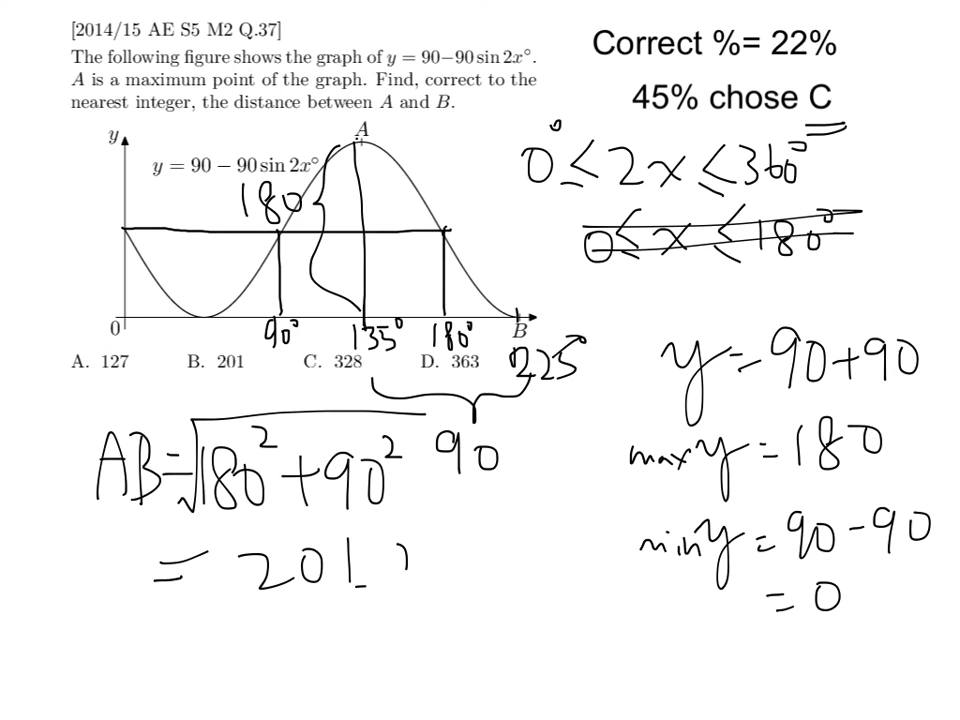 [2014/15 AE S5 M2 Q.37]
The following figure shows the graph of y = 90−90 sin 2x°.
A is a maximum point of the graph. Find, correct to the
nearest integer, the distance between A and B.
Correct %= 22%
45% chose C
0° ≤ 2x ≤ 360°
0 ≤ x ≤ 180°
y
A
y = 90 − 90 sin 2x°
180
0
90°
135°
180°
B
A. 127 B. 201 C. 328 D. 363
225°
90
AB = √180² + 90²
= 201.
y = 90 + 90
max y = 180
min y = 90 - 90
= 0